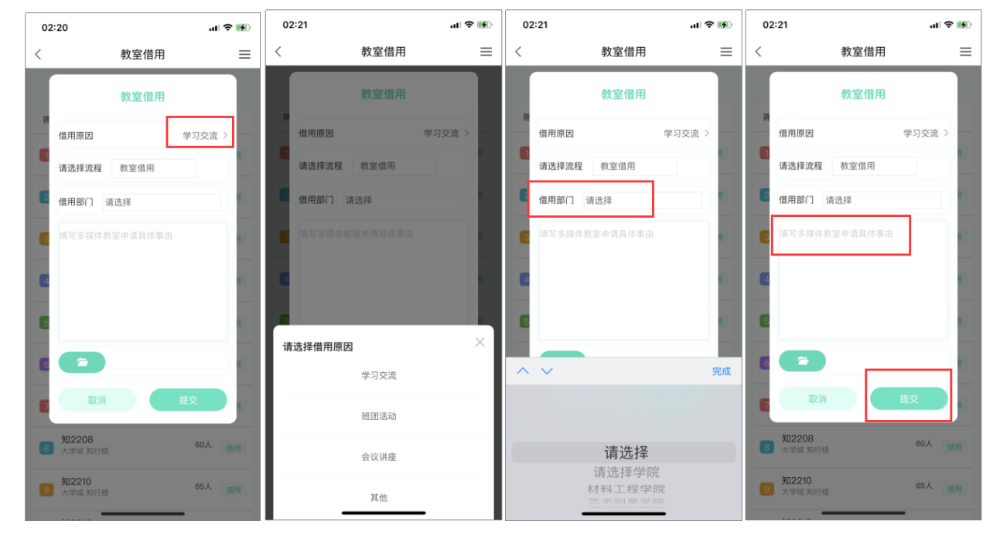 02:20
教室借用
教室借用
借用原因
学习交流
请选择流程
教室借用
借用部门
请选择
填写多媒体教室申请具体事由
取消
提交
知2208
大学城 知行楼
60人
借用
8
知2210
大学城 知行楼
65人
借用
9
02:21
教室借用
教室借用
借用原因
学习交流
请选择流程
教室借用
借用部门
请选择
填写多媒体教室申请具体事由
请选择借用原因
学习交流
班团活动
会议讲座
其他
02:21
教室借用
教室借用
借用原因
学习交流
请选择流程
教室借用
借用部门
请选择
填写多媒体教室申请具体事由
完成
请选择
请选择学院
材料工程学院
艺术创意学院
02:21
教室借用
教室借用
借用原因
学习交流
请选择流程
教室借用
借用部门
请选择
填写多媒体教室申请具体事由
取消
提交
8
知2208
大学城 知行楼
60人
借用
9
知2210
大学城 知行楼
65人
借用